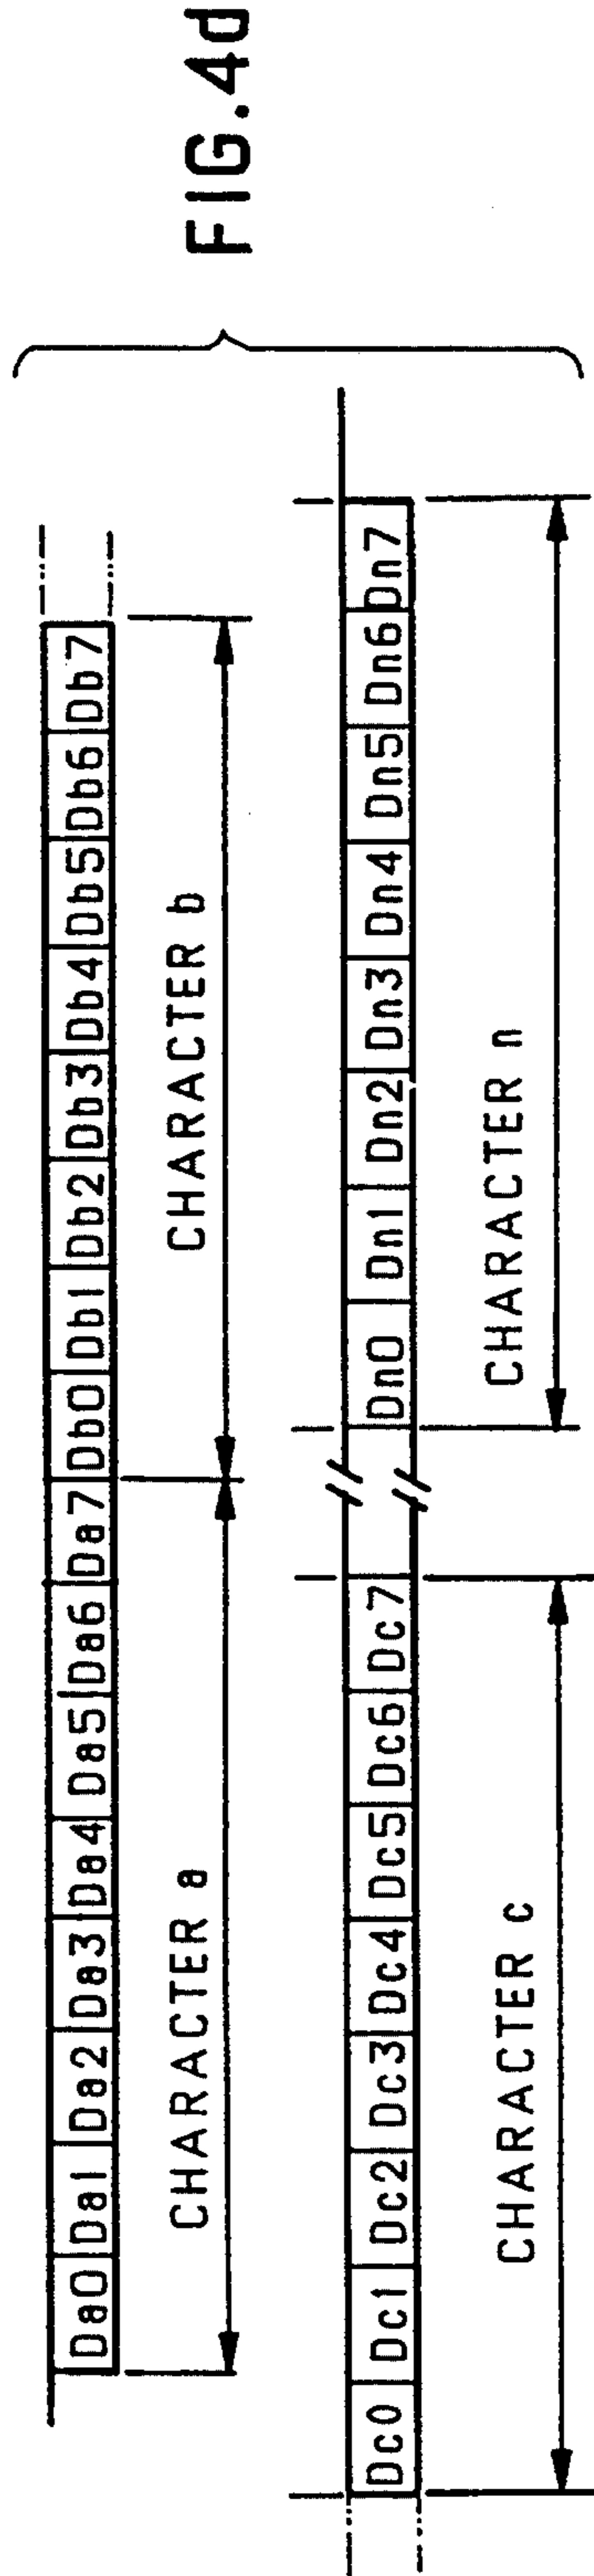 FIG.4d
Da0 Da1 Da2 Da3 Da4 Da5 Da6 Da7 Db0 Db1 Db2 Db3 Db4 Db5 Db6 Db7
CHARACTER a CHARACTER b
Dc0 Dc1 Dc2 Dc3 Dc4 Dc5 Dc6 Dc7 Dn0 Dn1 Dn2 Dn3 Dn4 Dn5 Dn6 Dn7
CHARACTER c CHARACTER n